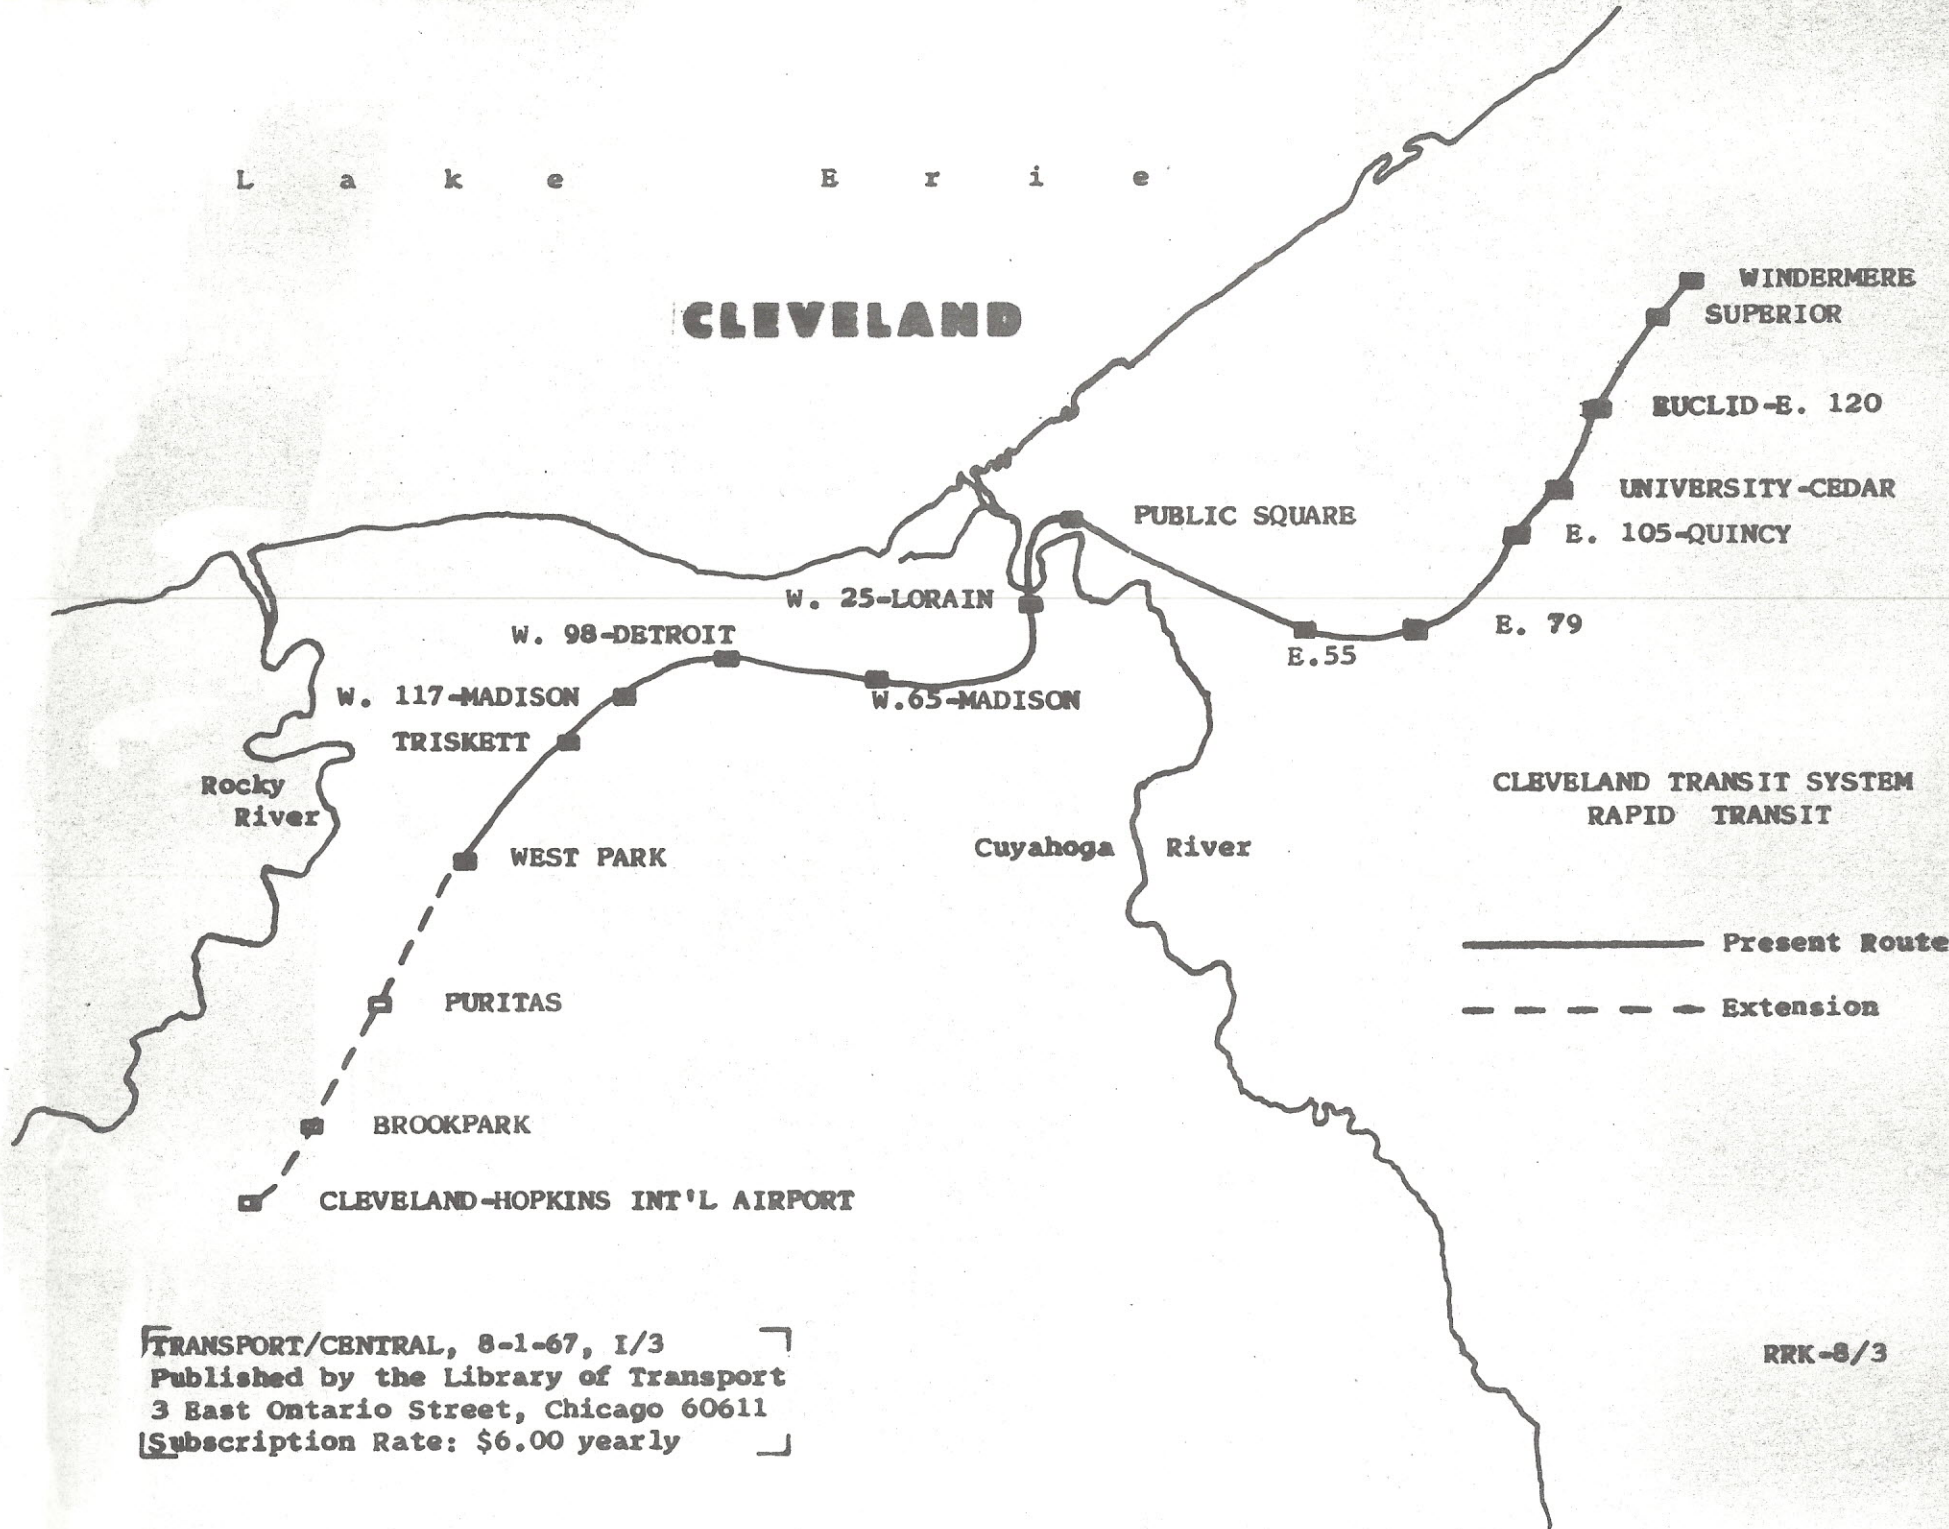 Lake Erie
CLEVELAND
WINDERMERE
SUPERIOR
EUCLID-E. 120
UNIVERSITY-CEDAR
E. 105-QUINCY
PUBLIC SQUARE
W. 25-LORAIN
E. 79
W. 98-DETROIT
E.55
W. 117-MADISON
W.65-MADISON
TRISKETT
Rocky
River
CLEVELAND TRANSIT SYSTEM
RAPID TRANSIT
WEST PARK
Cuyahoga River
Present Route
PURITAS
Extension
BROOKPARK
CLEVELAND-HOPKINS INT'L AIRPORT
TRANSPORT/CENTRAL, 8-1-67, I/3
Published by the Library of Transport
3 East Ontario Street, Chicago 60611
Subscription Rate: $6.00 yearly
RRK-8/3